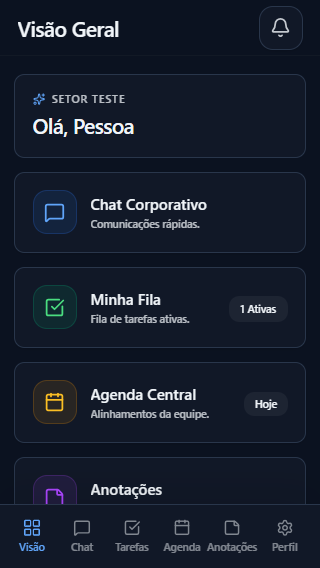 Visão Geral
SETOR TESTE
Olá, Pessoa
Chat Corporativo
Comunicações rápidas.
Minha Fila
Fila de tarefas ativas.
1 Ativas
Agenda Central
Alinhamentos da equipe.
Hoje
Anotações
Visão
Chat
Tarefas
Agenda
Anotações
Perfil